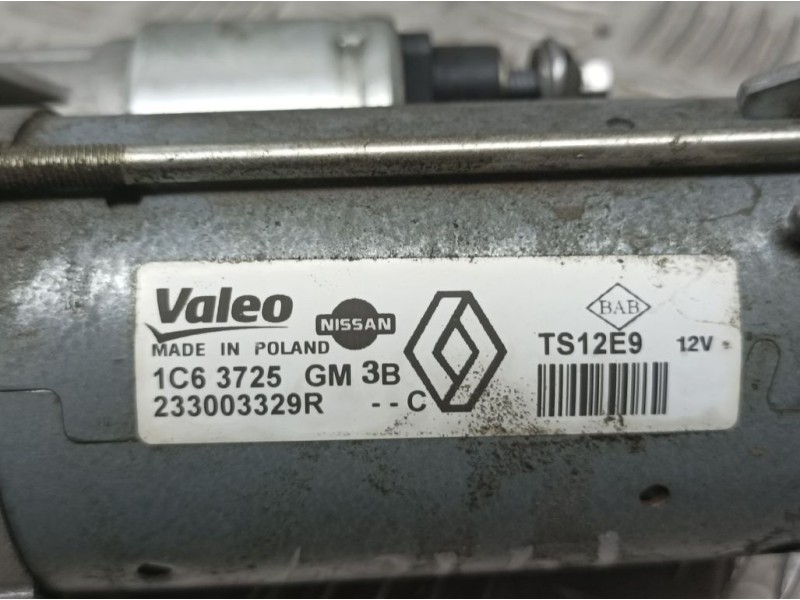 Valeo
NISSAN
BAB
MADE IN POLAND
TS12E9 12V
1C6 3725 GM 3B
233003329R --C